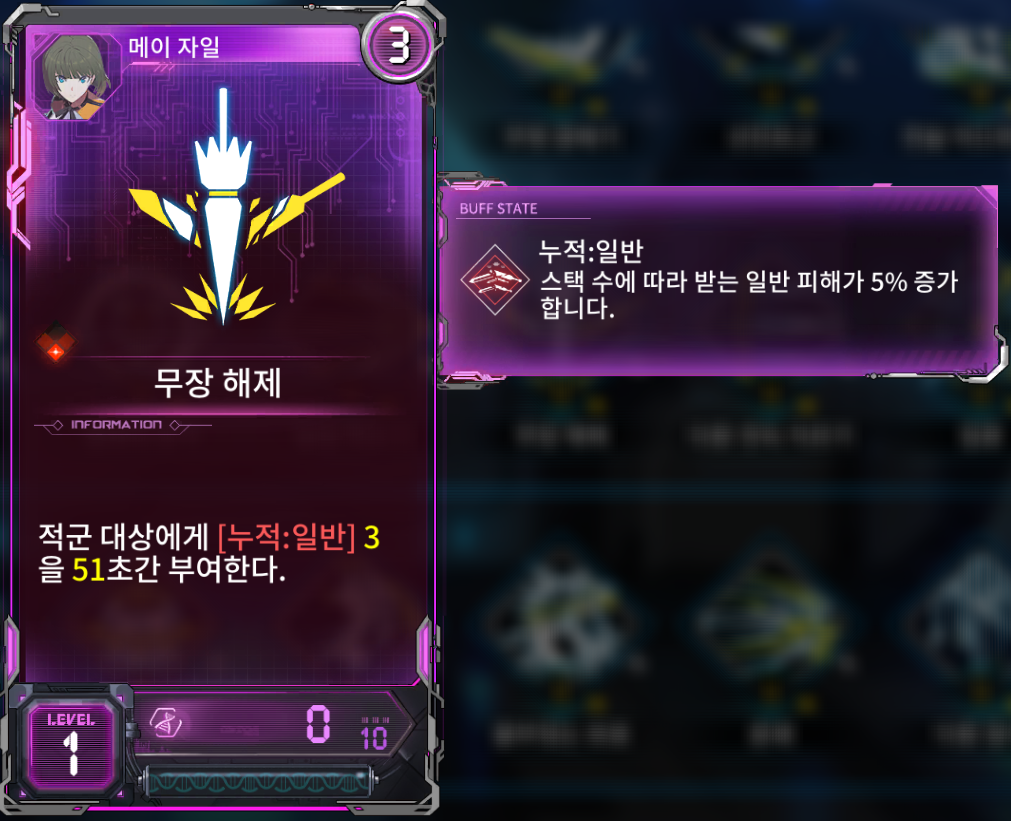 메이 자일
3
무장 해제
INFORMATION
적군 대상에게 [누적:일반] 3
을 51초간 부여한다.
LEVEL
1
0
10
BUFF STATE
누적:일반
스택 수에 따라 받는 일반 피해가 5% 증가
합니다.